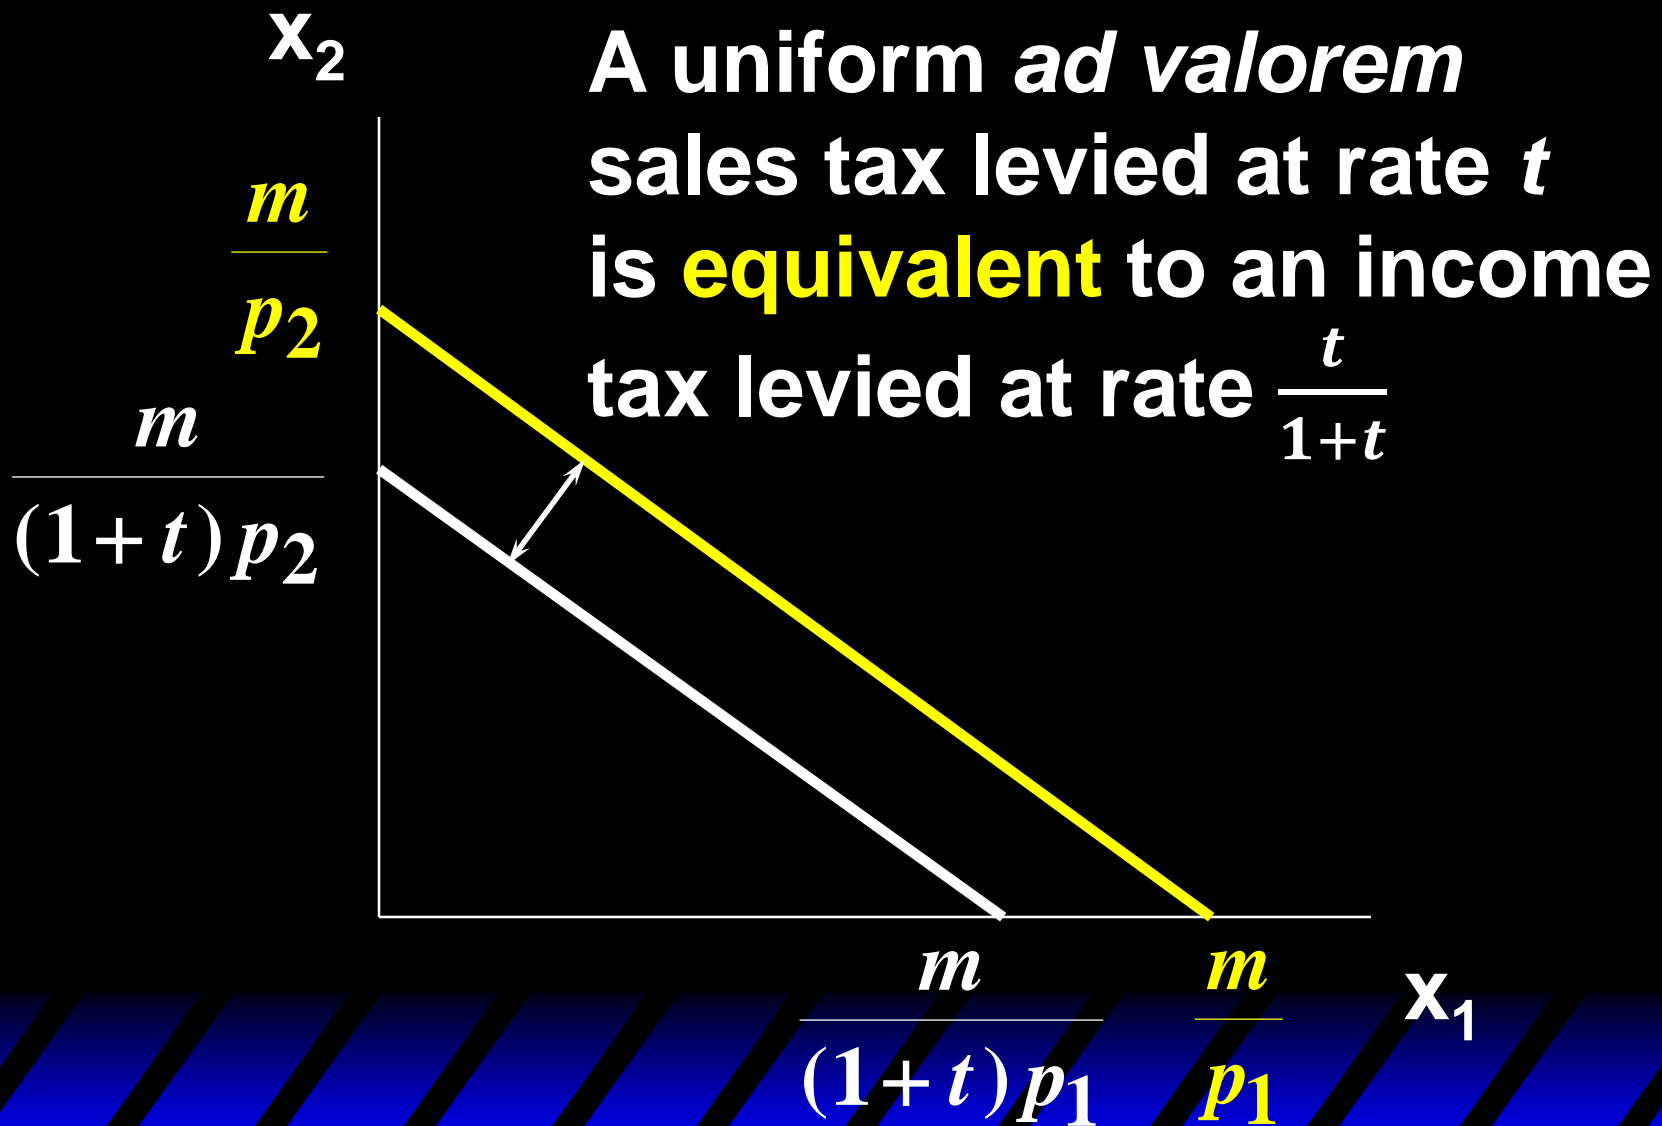 x₂
A uniform ad valorem
sales tax levied at rate t
is equivalent to an income
tax levied at rate t/(1+t)
m
p₂
m
(1+t)p₂
m
(1+t)p₁
m
p₁
x₁